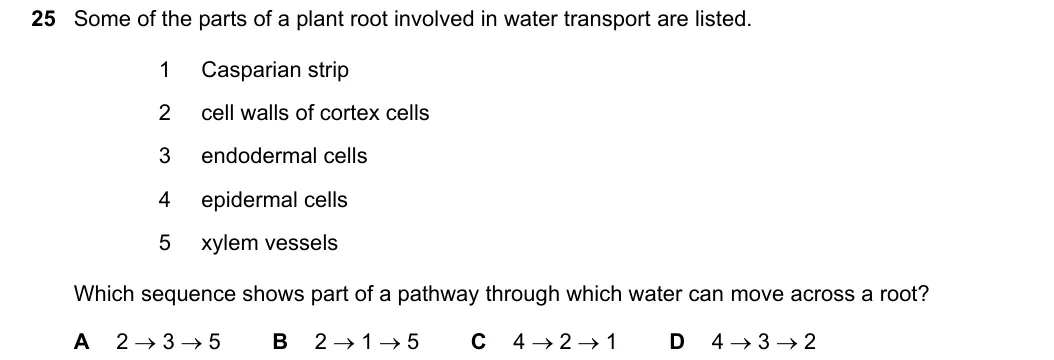 25 Some of the parts of a plant root involved in water transport are listed.
1 Casparian strip
2 cell walls of cortex cells
3 endodermal cells
4 epidermal cells
5 xylem vessels
Which sequence shows part of a pathway through which water can move across a root?
A 2 → 3 → 5 B 2 → 1 → 5 C 4 → 2 → 1 D 4 → 3 → 2